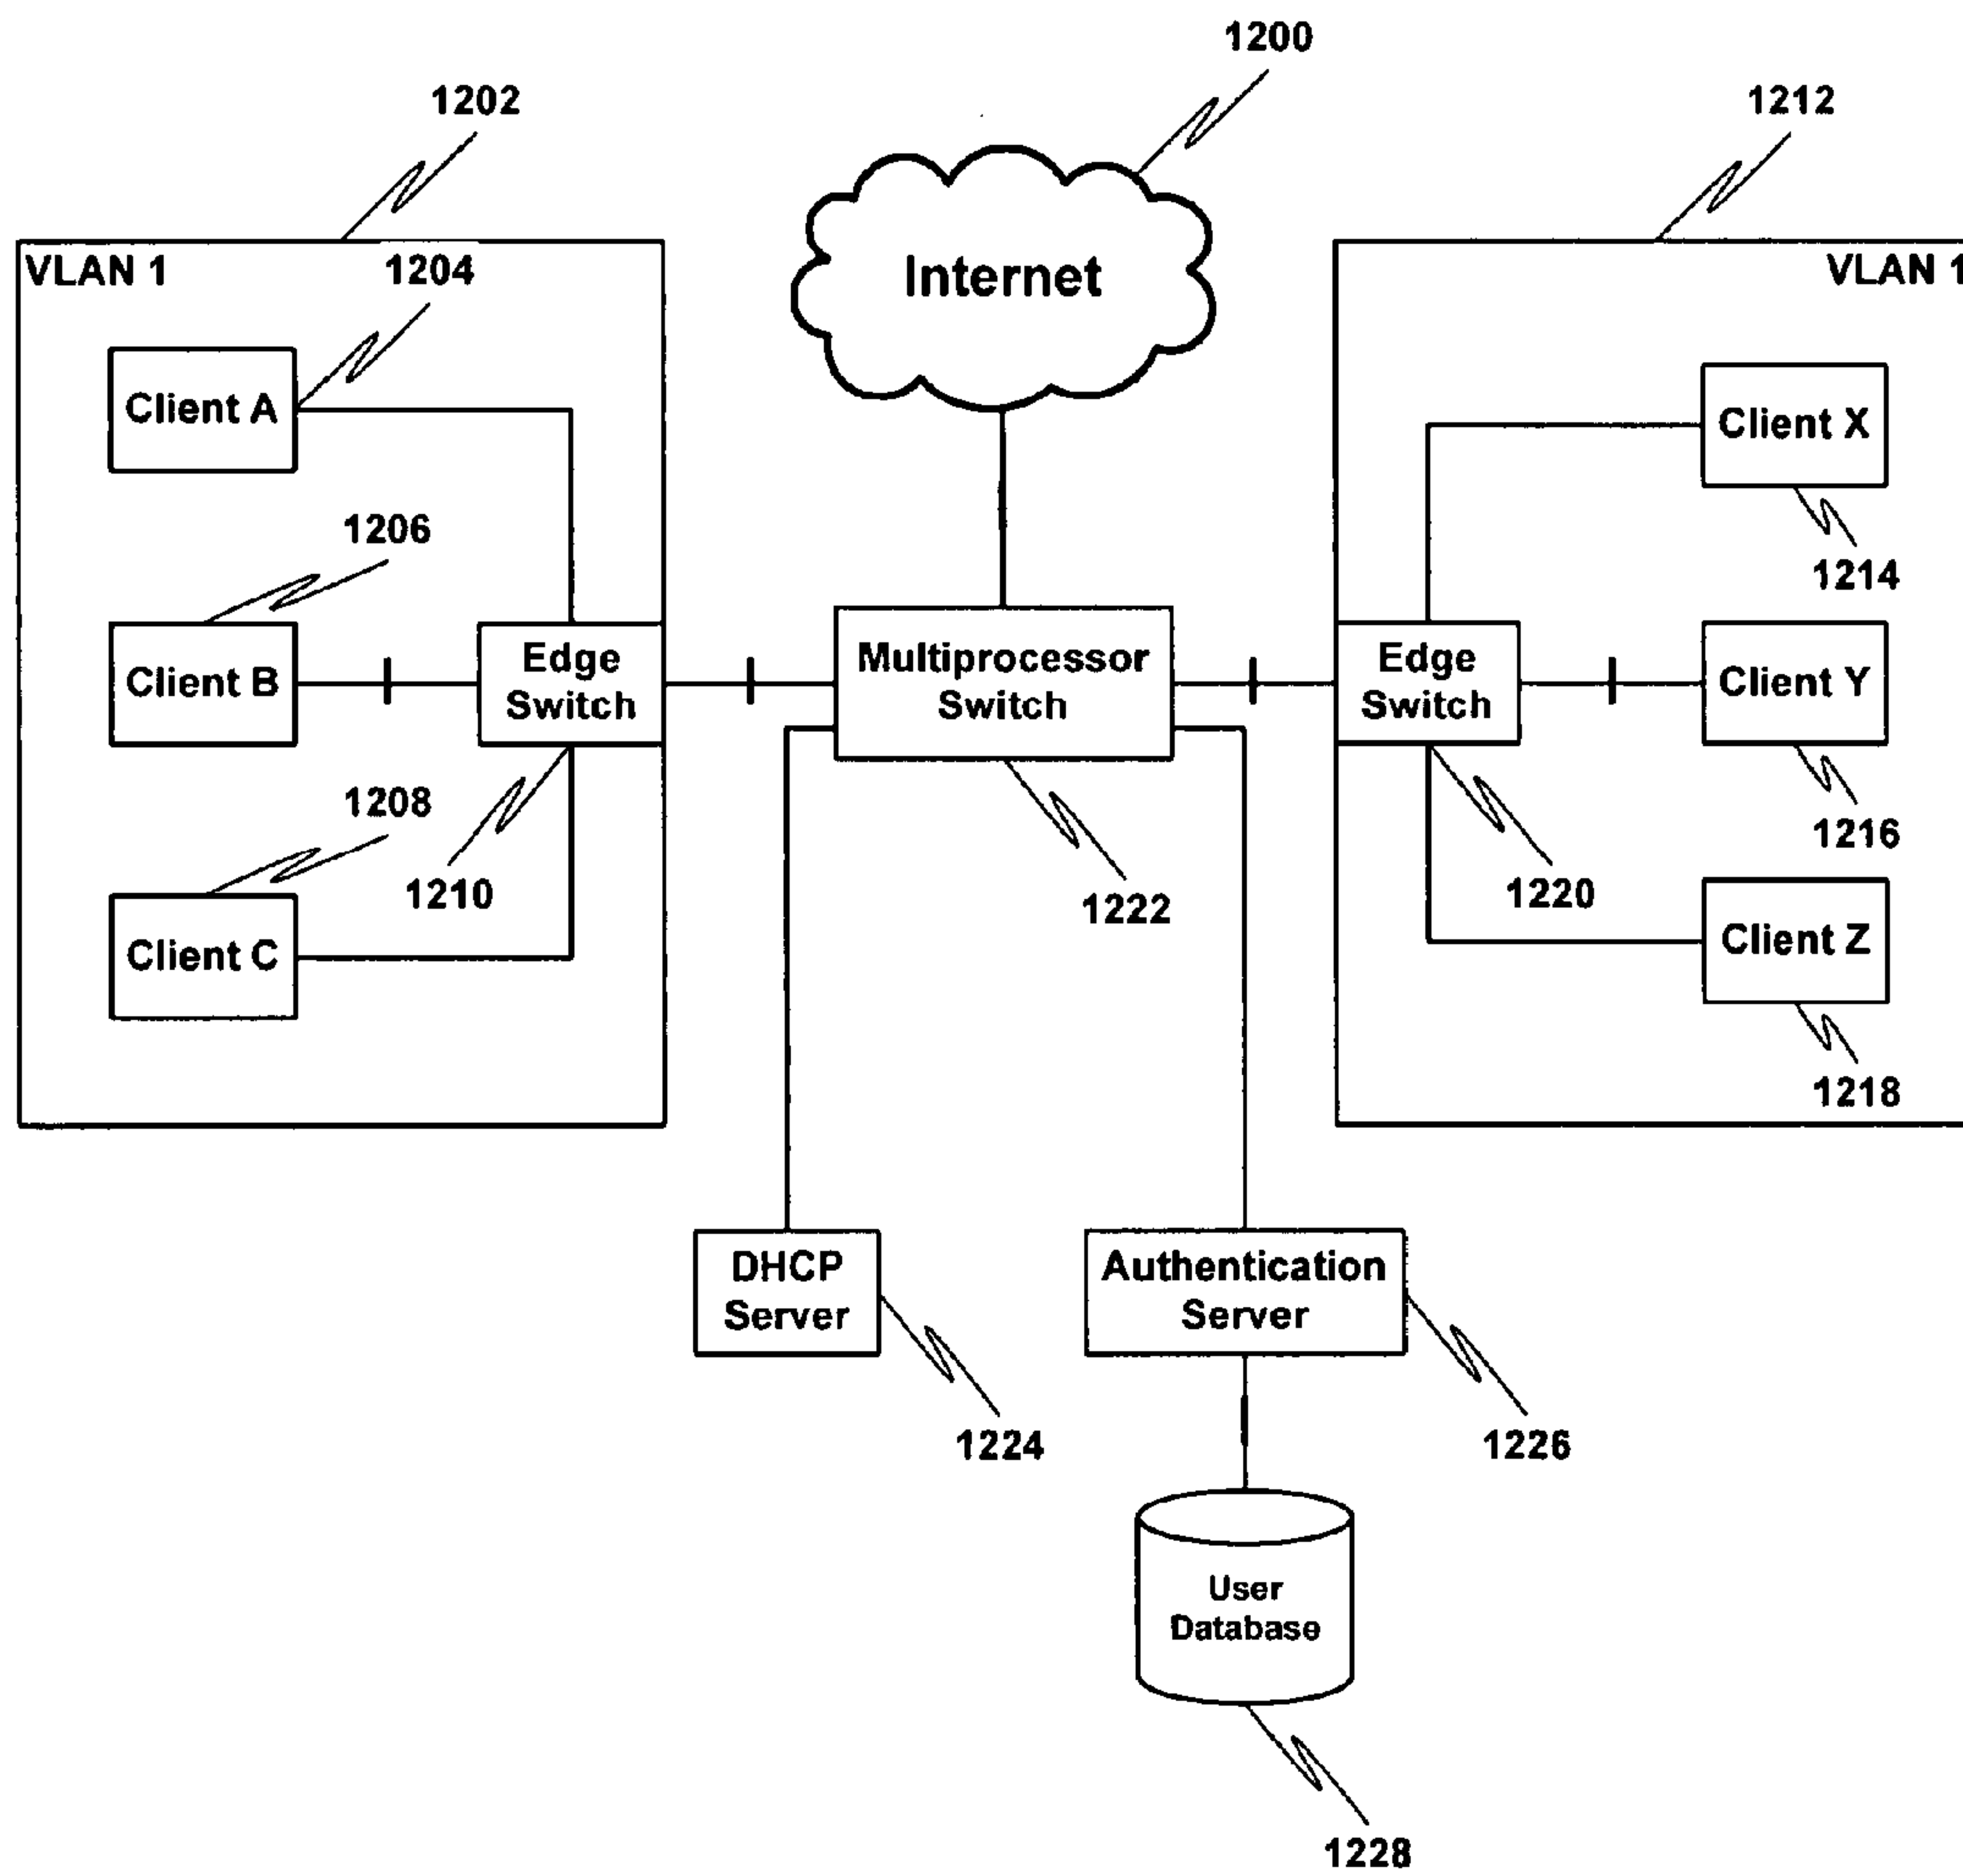 1200
1202
1212
VLAN 1
1204
Internet
VLAN 1
Client A
Client X
1206
1214
Client B
Edge
Switch
Multiprocessor
Switch
Edge
Switch
Client Y
1208
1216
1210
1222
1220
Client C
Client Z
1218
DHCP
Server
Authentication
Server
1224
1226
User
Database
1228